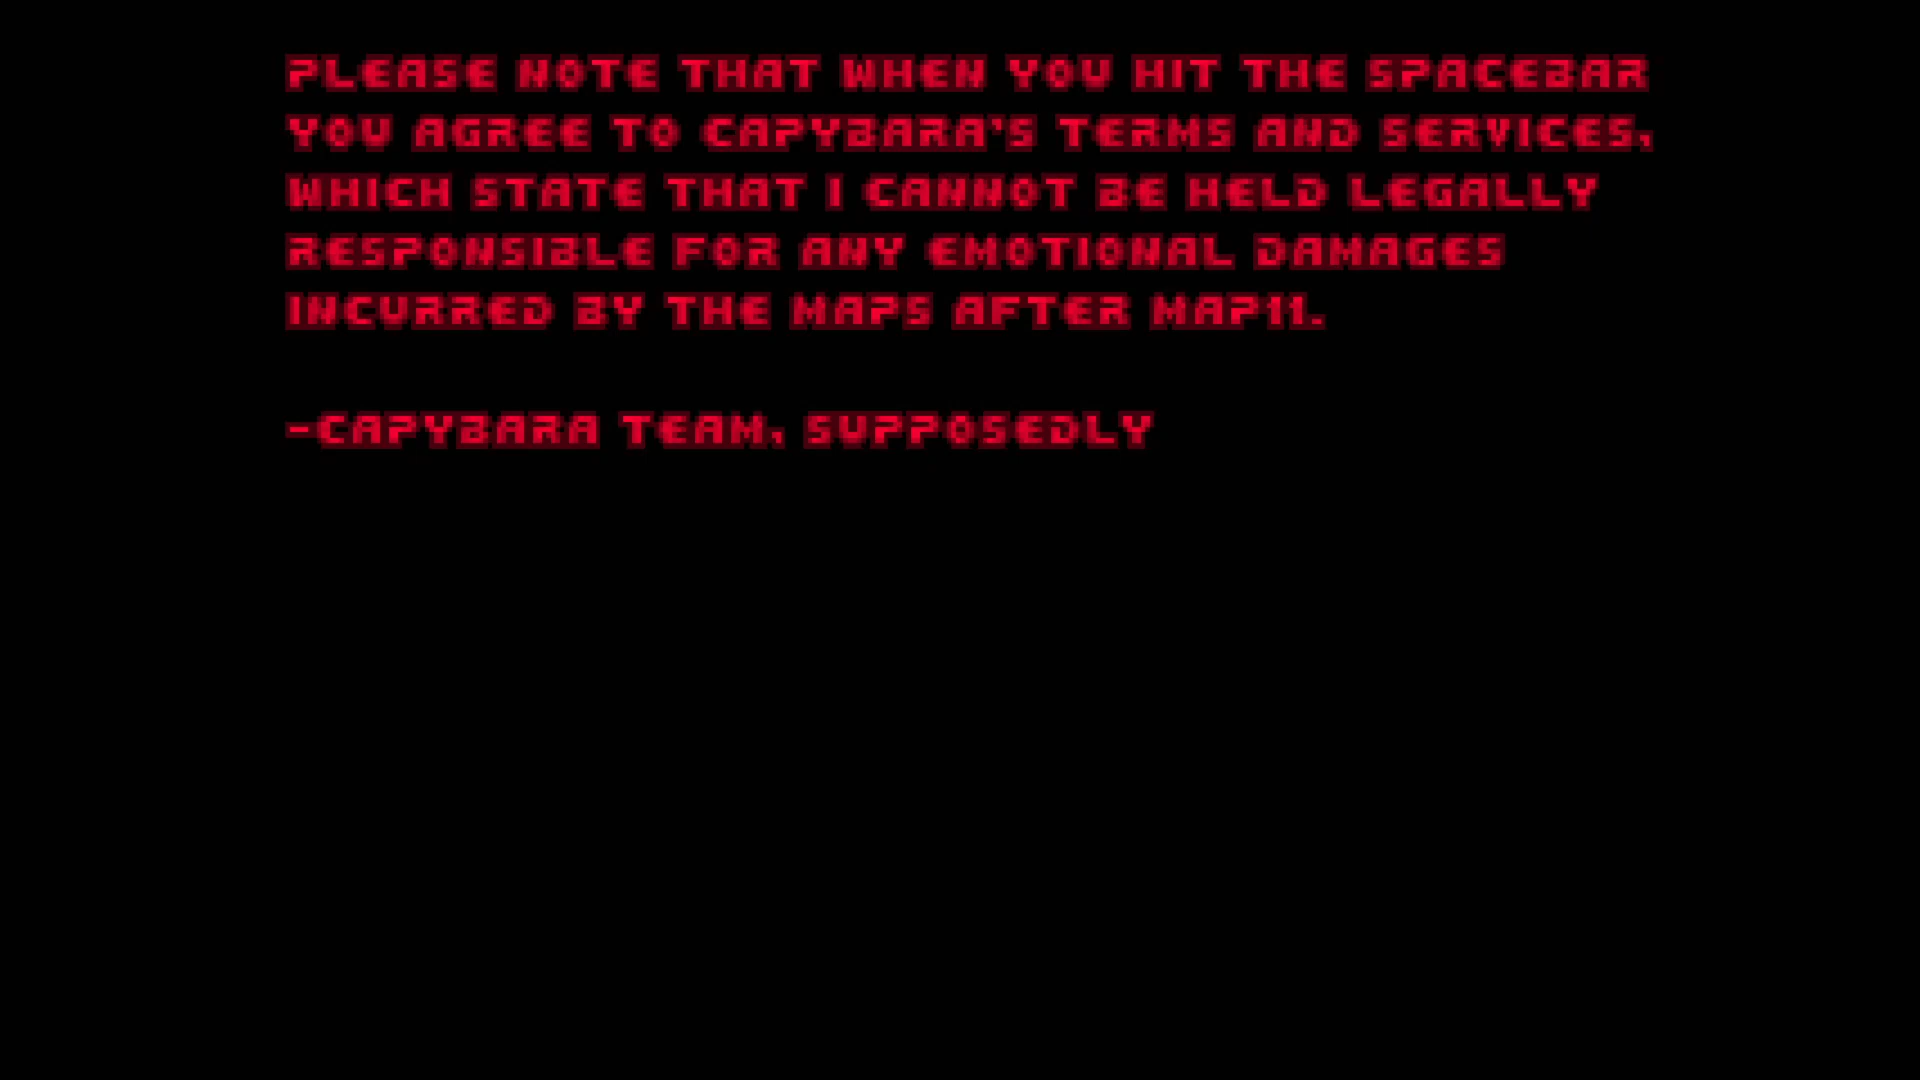 PLEASE NOTE THAT WHEN YOU HIT THE SPACEBAR
YOU AGREE TO CAPYBARA'S TERMS AND SERVICES,
WHICH STATE THAT I CANNOT BE HELD LEGALLY
RESPONSIBLE FOR ANY EMOTIONAL DAMAGES
INCURRED BY THE MAPS AFTER MAP11.
-CAPYBARA TEAM, SUPPOSEDLY